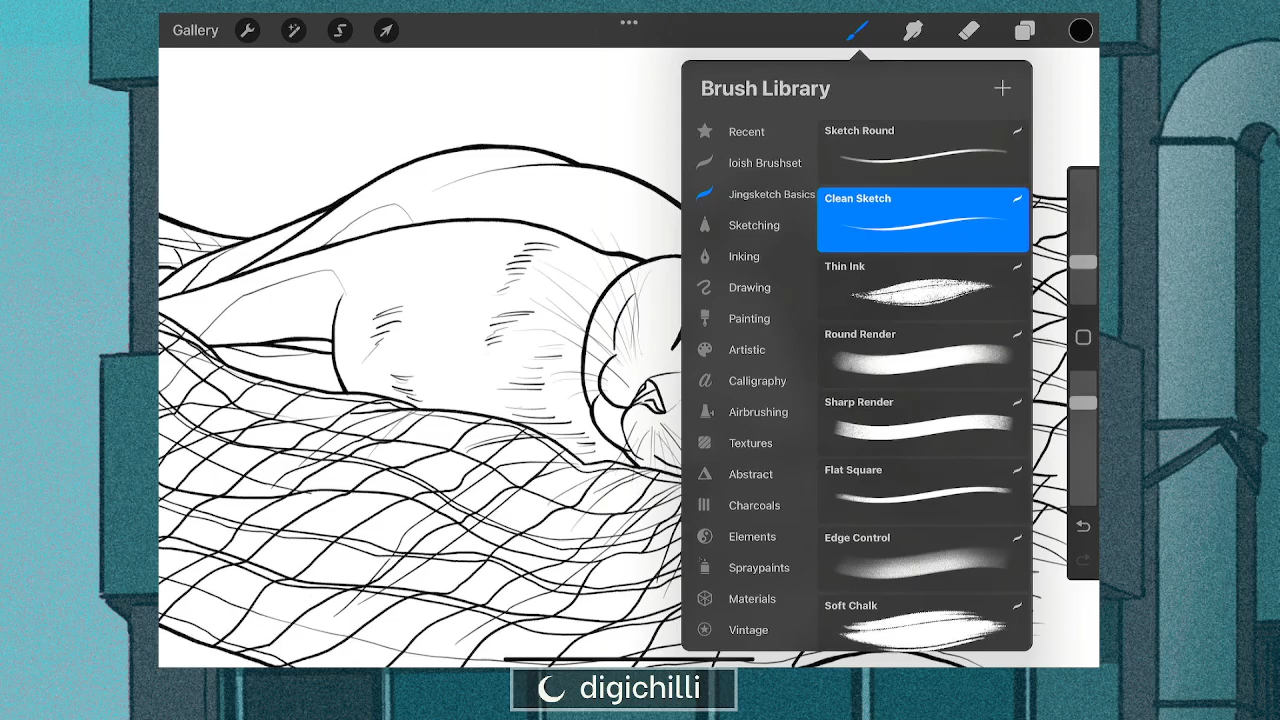 Gallery
Brush Library
Recent
loish Brushset
Jingsketch Basics
Sketching
Inking
Drawing
Painting
Artistic
Calligraphy
Airbrushing
Textures
Abstract
Charcoals
Elements
Spraypaints
Materials
Vintage
Sketch Round
Clean Sketch
Thin Ink
Round Render
Sharp Render
Flat Square
Edge Control
Soft Chalk
digichilli